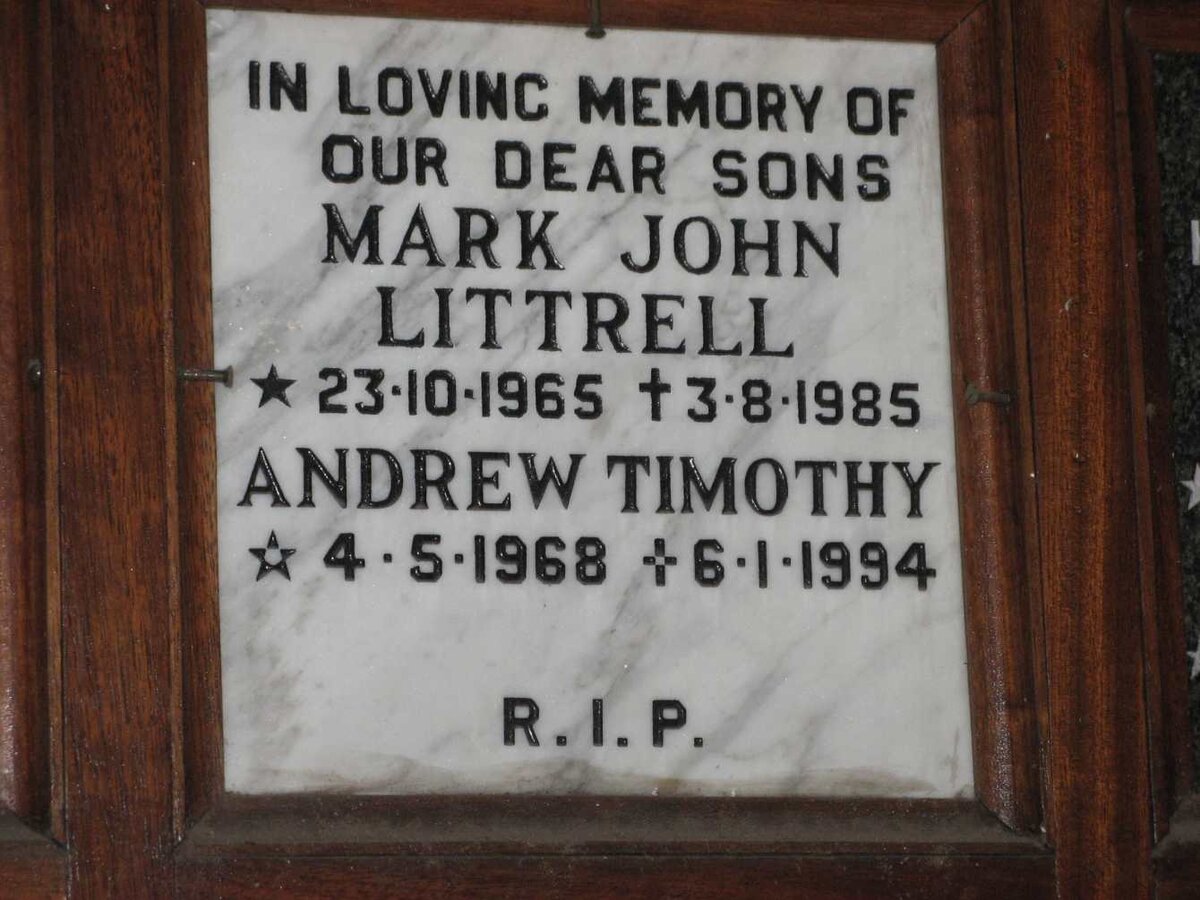 IN LOVING MEMORY OF
OUR DEAR SONS
MARK JOHN
LITTRELL
★ 23·10·1965 ✝ 3·8·1985
ANDREW TIMOTHY
☆ 4·5·1968 ✢ 6·1·1994
R.I.P.